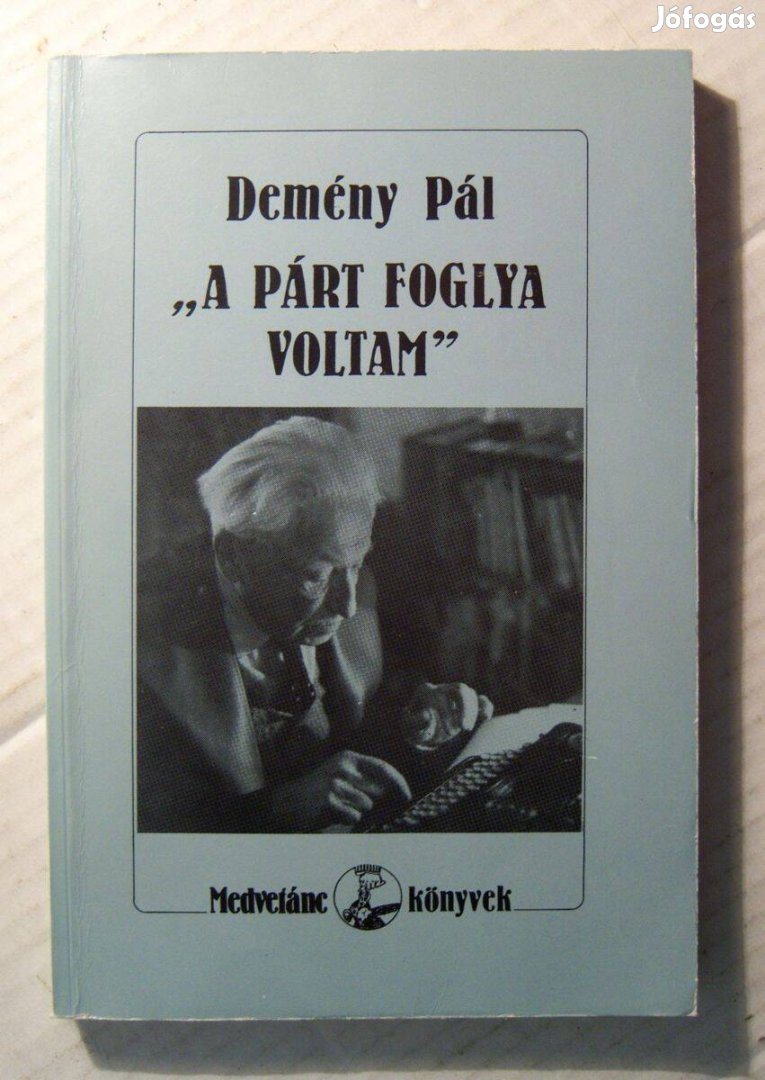 Jófogás
Demény Pál
„A PÁRT FOGLYA
VOLTAM”
Medvetánc könyvek